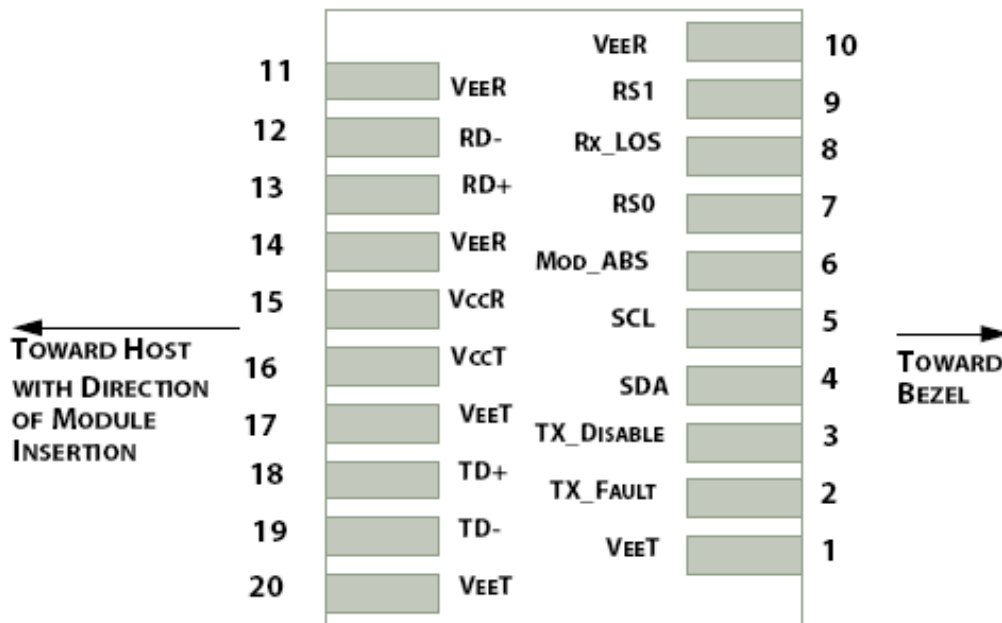 11 VEER
12 RD-
13 RD+
14 VEER
15 VCCR
16 VCCT
17 VEET
18 TD+
19 TD-
20 VEET
VEER 10
RS1 9
RX_LOS 8
RS0 7
MOD_ABS 6
SCL 5
SDA 4
TX_DISABLE 3
TX_FAULT 2
VEET 1
TOWARD HOST
WITH DIRECTION
OF MODULE
INSERTION
TOWARD
BEZEL